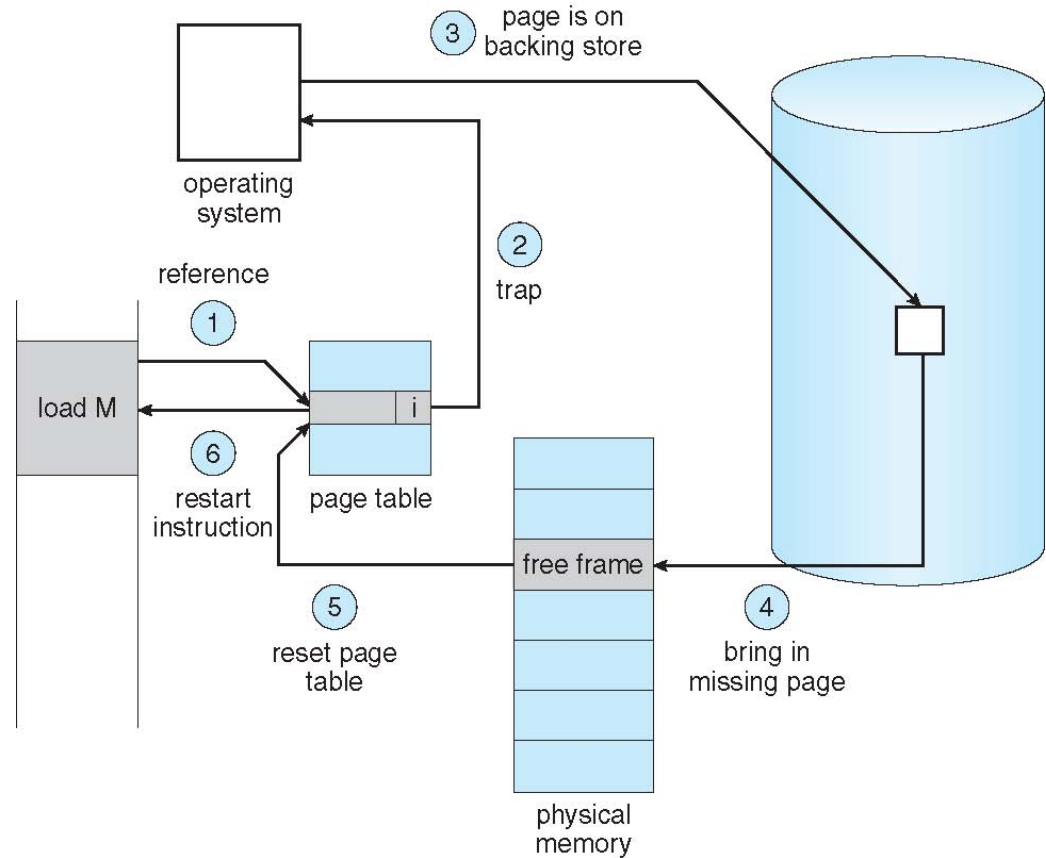 3
page is on
backing store
operating
system
2
trap
reference
1
load M
i
6
restart
instruction
page table
free frame
5
reset page
table
4
bring in
missing page
physical
memory